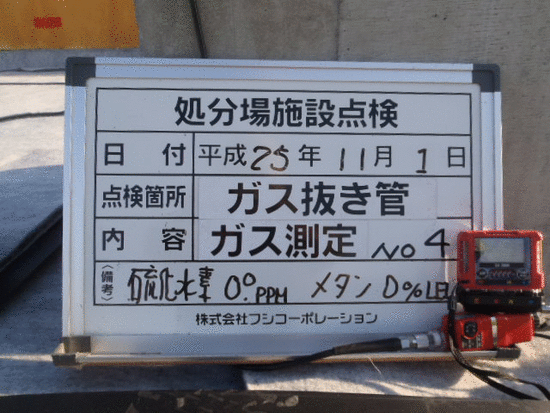 処分場施設点検
日 付 平成25年11月1日
点検箇所 ガス抜き管
内 容 ガス測定 No 4
〈備考〉 硫化水素 0.0 PPM メタン 0%LE
株式会社フジコーポレーション